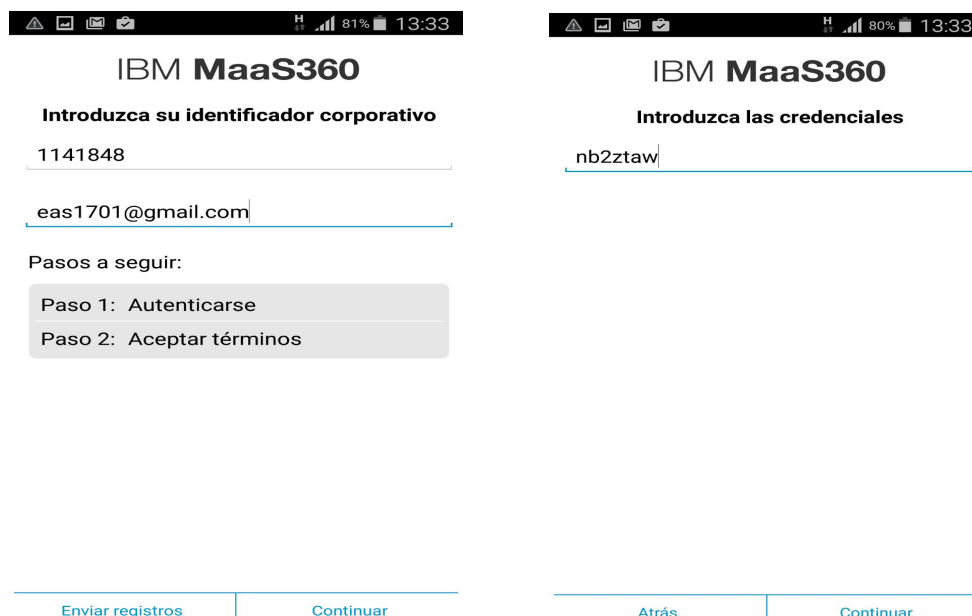 81% 13:33
IBM MaaS360
Introduzca su identificador corporativo
1141848
eas1701@gmail.com
Pasos a seguir:
Paso 1: Autenticarse
Paso 2: Aceptar términos
Enviar registros
Continuar
H 80% 13:33
IBM MaaS360
Introduzca las credenciales
nb2ztaw
Atrás
Continuar